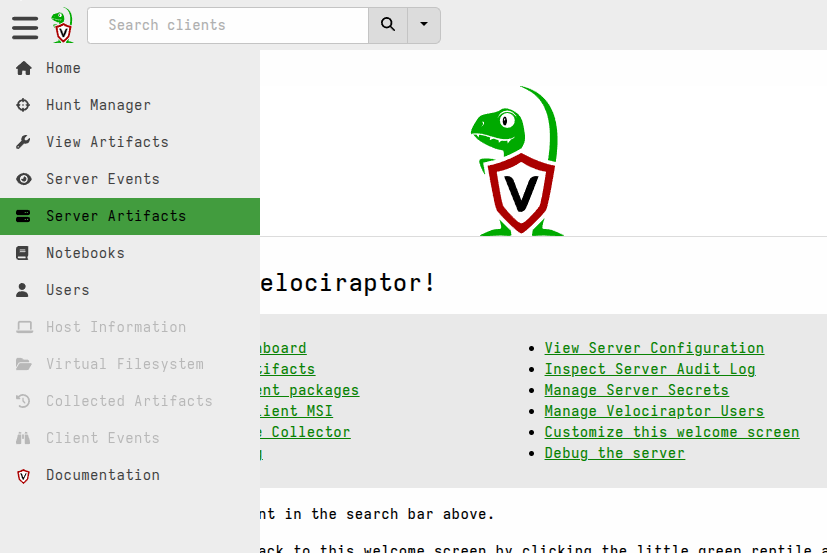 Search clients
Home
Hunt Manager
View Artifacts
Server Events
Server Artifacts
Notebooks
Users
Host Information
Virtual Filesystem
Collected Artifacts
Client Events
Documentation
V
elociraptor!
board
tifacts
ent packages
lient MSI
e Collector
View Server Configuration
Inspect Server Audit Log
Manage Server Secrets
Manage Velociraptor Users
Customize this welcome screen
Debug the server
nt in the search bar above.
ack to this welcome screen by clicking the little green reptile a